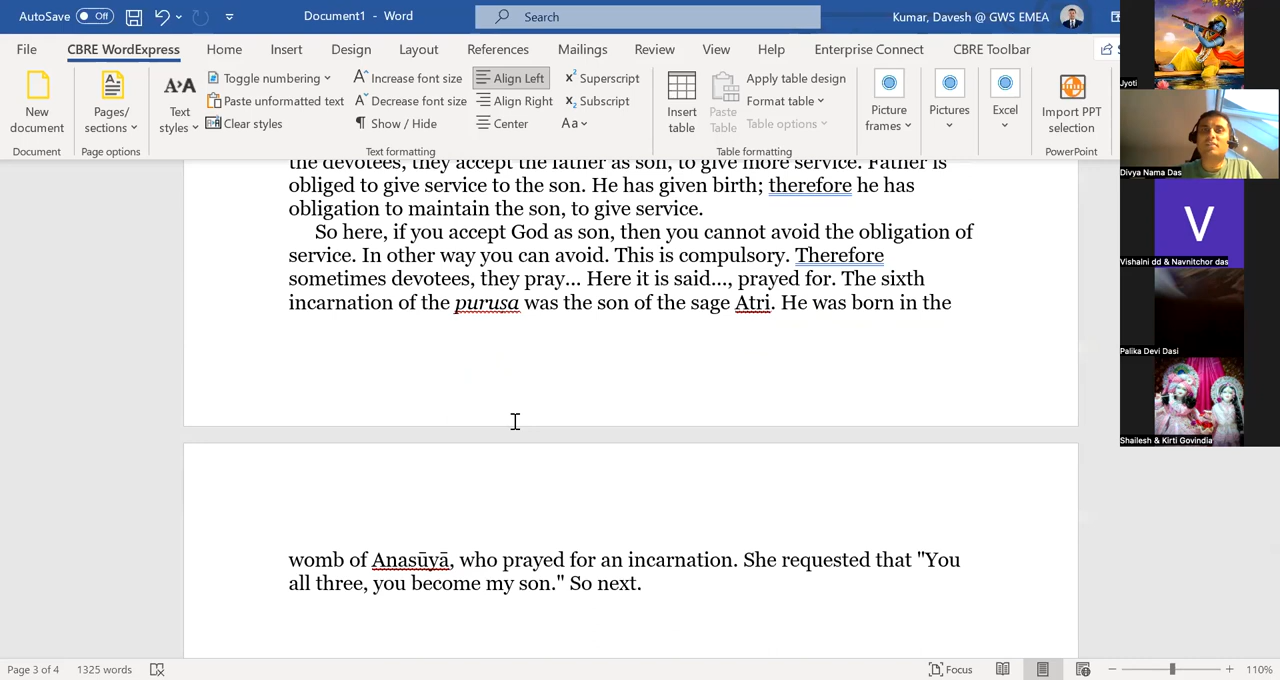 AutoSave Off Document1 - Word Search Kumar, Davesh @ GWS EMEA
File CBRE WordExpress Home Insert Design Layout References Mailings Review View Help Enterprise Connect CBRE Toolbar
New document
Pages/ sections
Text styles
Toggle numbering
Paste unformatted text
Clear styles
Increase font size
Decrease font size
Show / Hide
Align Left
Align Right
Center
Superscript
Subscript
Aa
Insert table
Paste Table
Apply table design
Format table
Table options
Picture frames
Pictures
Excel
Import PPT selection
Document Page options Text formatting Table formatting PowerPoint
the devotees, they accept the father as son, to give more service. Father is
obliged to give service to the son. He has given birth; therefore he has
obligation to maintain the son, to give service.
So here, if you accept God as son, then you cannot avoid the obligation of
service. In other way you can avoid. This is compulsory. Therefore
sometimes devotees, they pray... Here it is said..., prayed for. The sixth
incarnation of the purusa was the son of the sage Atri. He was born in the
womb of Anasūyā, who prayed for an incarnation. She requested that "You
all three, you become my son." So next.
Page 3 of 4 1325 words Focus 110%
Jyoti
Divya Nama Das
V
Vishalni dd & Navnitchor das
Palika Devi Dasi
Shailesh & Kirti Govindia